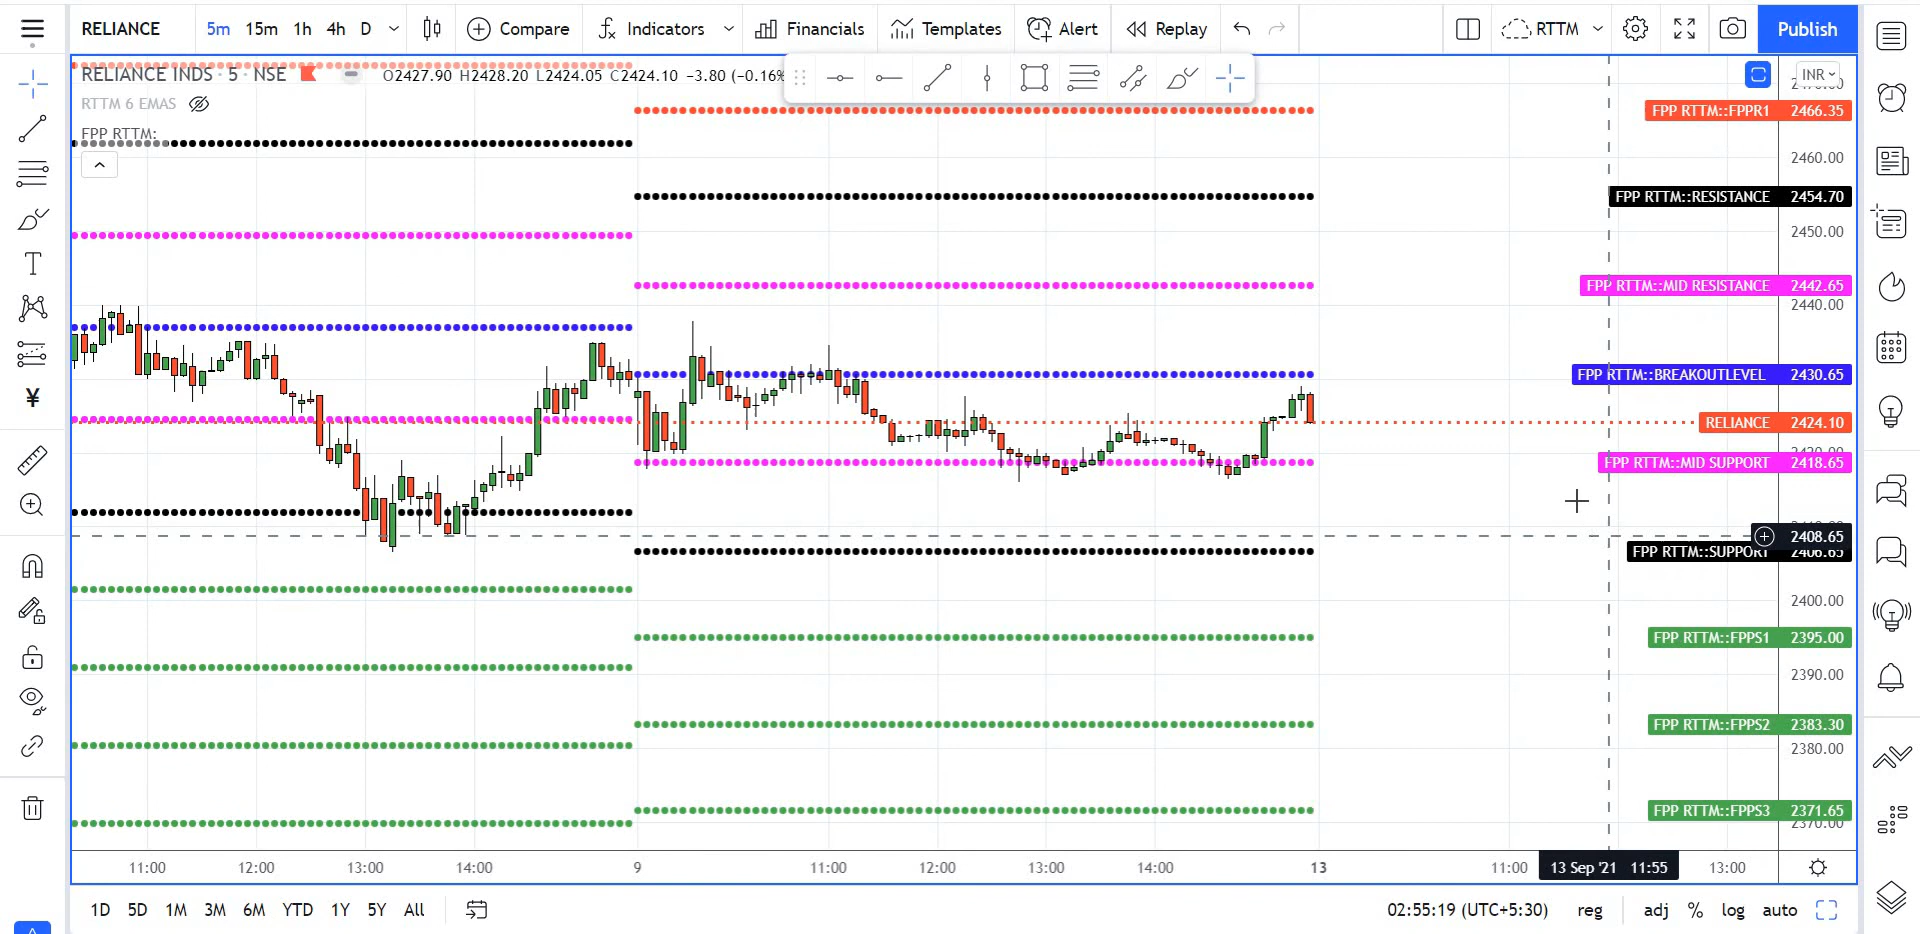 RELIANCE 5m 15m 1h 4h D Compare Indicators Financials Templates Alert Replay RTTM Publish
RELIANCE INDS · 5 · NSE O2427.90 H2428.20 L2424.05 C2424.10 −3.80 (−0.16%
INR
RTTM 6 EMAS
FPP RTTM::FPPR1 2466.35
FPP RTTM:
2460.00
FPP RTTM::RESISTANCE 2454.70
2450.00
FPP RTTM::MID RESISTANCE 2442.65
2440.00
FPP RTTM::BREAKOUTLEVEL 2430.65
RELIANCE 2424.10
FPP RTTM::MID SUPPORT 2418.65
2408.65
FPP RTTM::SUPPORT 2406.65
2400.00
FPP RTTM::FPPS1 2395.00
2390.00
FPP RTTM::FPPS2 2383.30
2380.00
FPP RTTM::FPPS3 2371.65
2370.00
11:00 12:00 13:00 14:00 9 11:00 12:00 13:00 14:00 13 11:00 13 Sep '21 11:55 13:00
1D 5D 1M 3M 6M YTD 1Y 5Y All 02:55:19 (UTC+5:30) reg adj % log auto